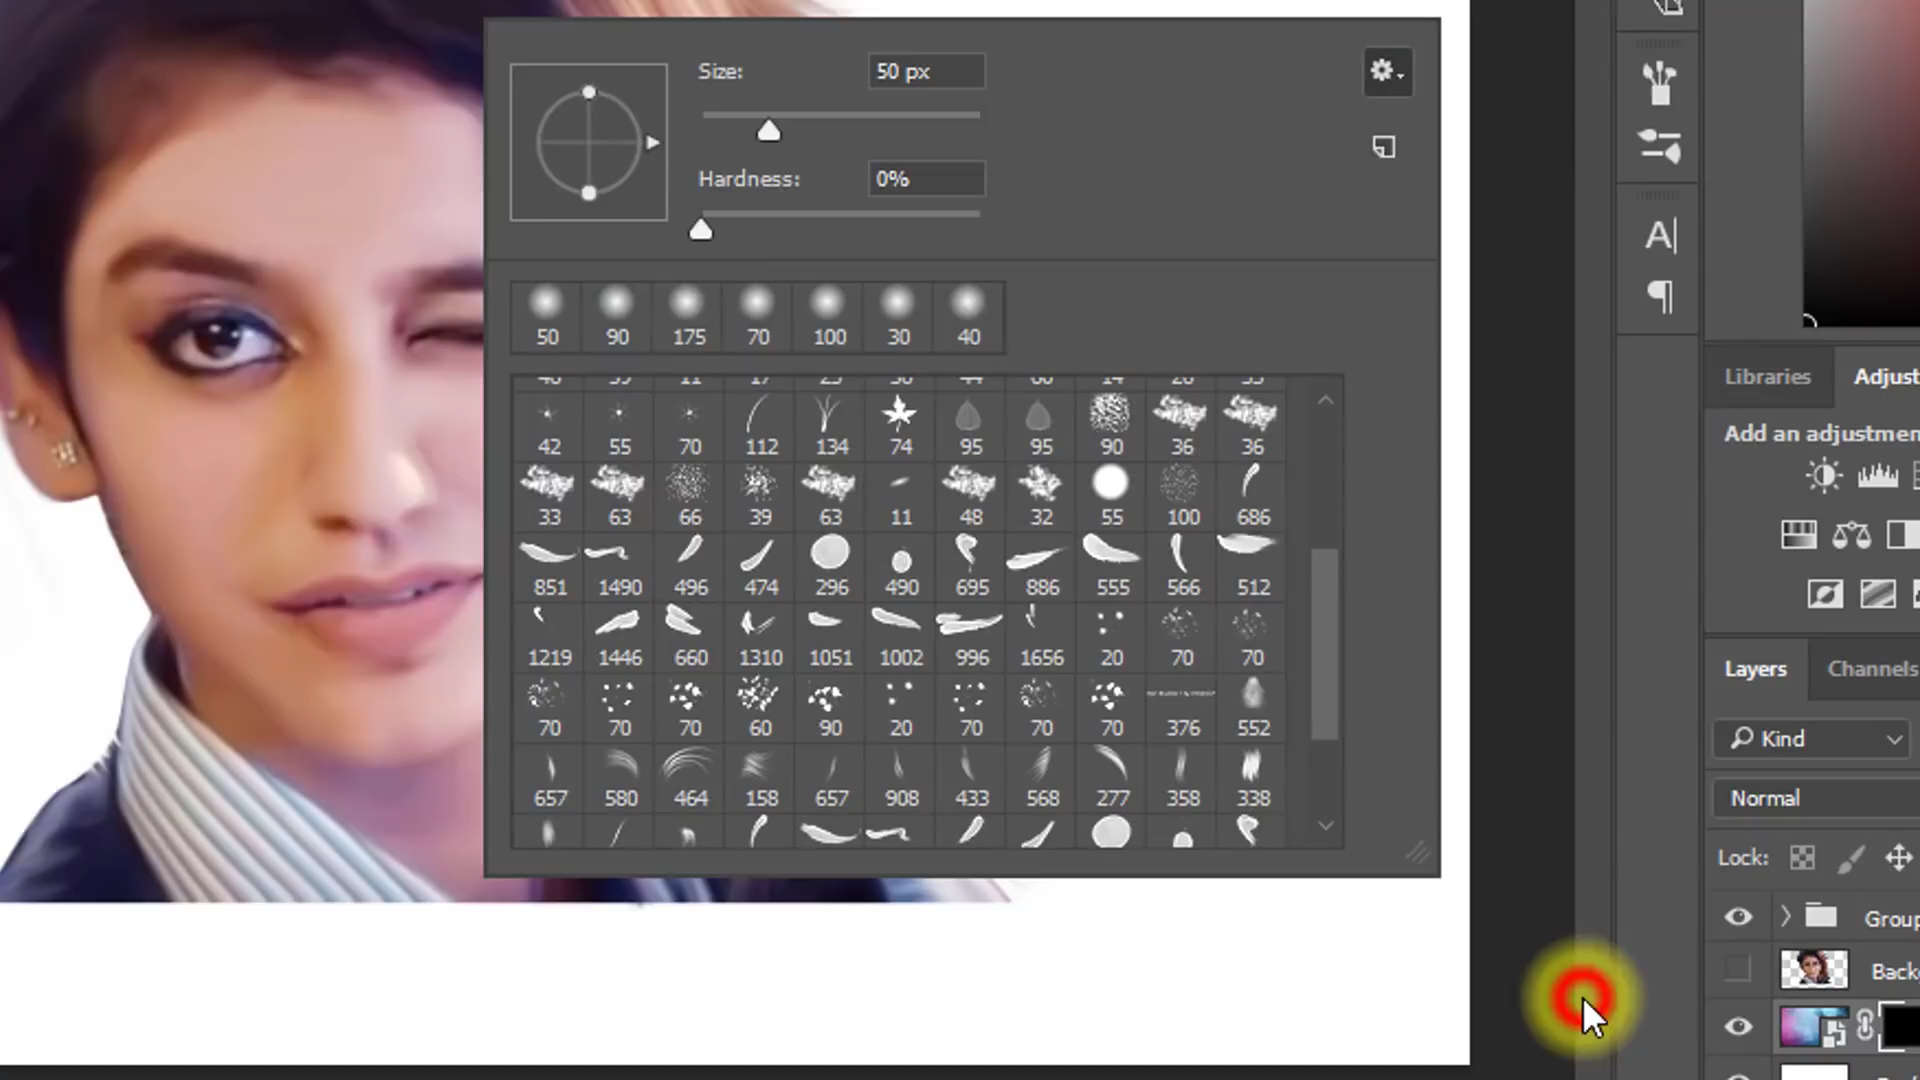 Size: 50 px
Hardness: 0%
50 90 175 70 100 30 40
42 55 70 112 134 74 95 95 90 36 36
33 63 66 39 63 11 48 32 55 100 686
851 1490 496 474 296 490 695 886 555 566 512
1219 1446 660 1310 1051 1002 996 1656 20 70 70
70 70 70 60 90 20 70 70 70 376 552
657 580 464 158 657 908 433 568 277 358 338
A
Libraries Adjust
Add an adjustmen
Layers Channels
Kind
Normal
Lock:
Group
Back